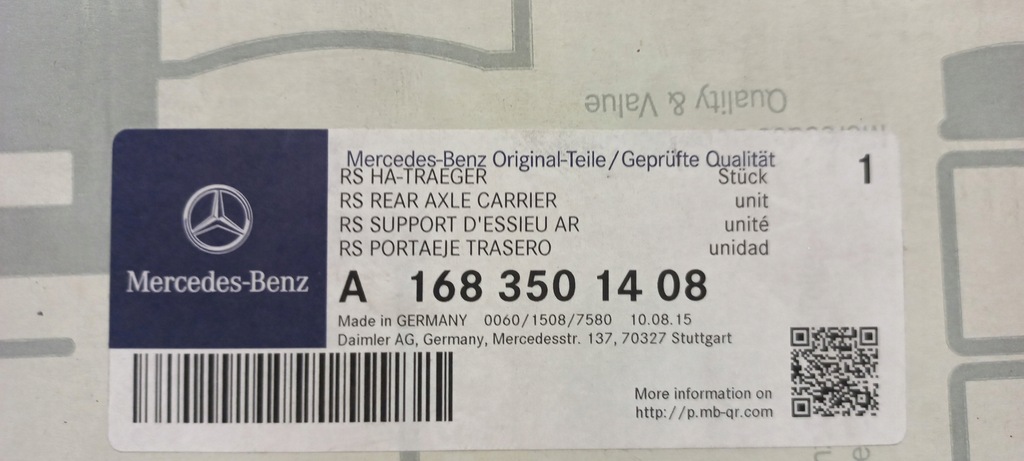 Quality & Value
Mercedes-Benz Original-Teile/Geprüfte Qualität
RS HA-TRAEGER Stück 1
RS REAR AXLE CARRIER unit
RS SUPPORT D'ESSIEU AR unité
RS PORTAEJE TRASERO unidad
Mercedes-Benz
A 168 350 14 08
Made in GERMANY 0060/1508/7580 10.08.15
Daimler AG, Germany, Mercedesstr. 137, 70327 Stuttgart
More information on
http://p.mb-qr.com